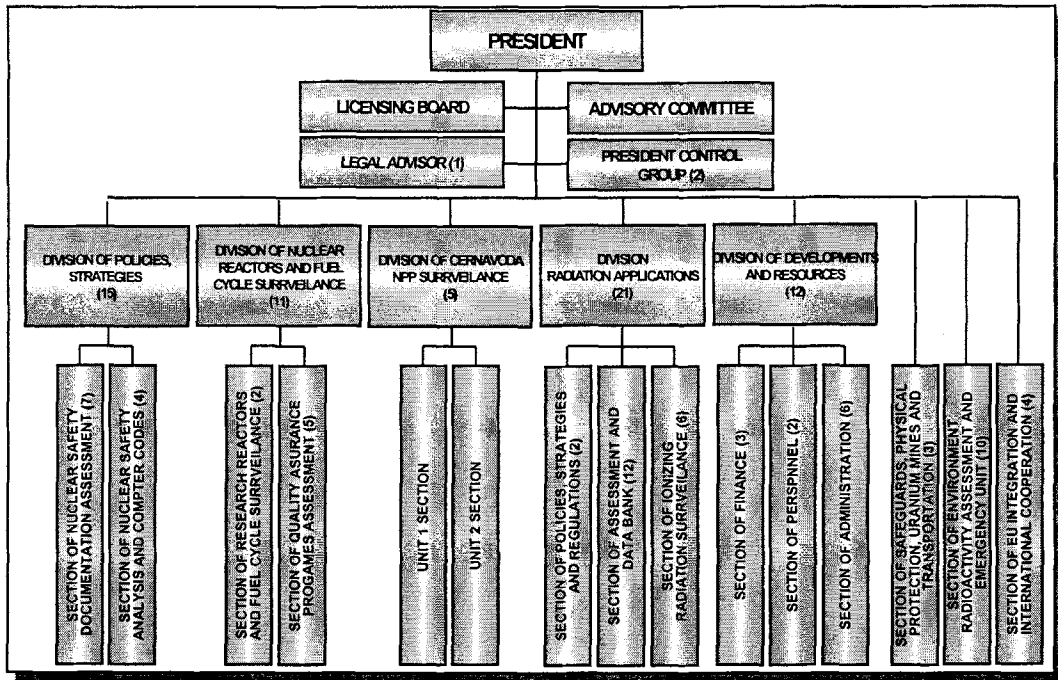 PRESIDENT
LICENSING BOARD
ADVISORY COMMITTEE
LEGAL ADVISOR (1)
PRESIDENT CONTROL
GROUP (2)
DIVISION OF POLICIES,
STRATEGIES
(15)
DIVISION OF NUCLEAR
REACTORS AND FUEL
CYCLE SURRVEILANCE
(11)
DIVISION OF CERNAVODA
NPP SURRVEILANCE
(5)
DIVISION
RADIATION APPLICATIONS
(21)
DIVISION OF DEVELOPMENTS
AND RESOURCES
(12)
SECTION OF NUCLEAR SAFETY
DOCUMENTATION ASSESSMENT (7)
SECTION OF NUCLEAR SAFETY
ANALYSIS AND COMPTER CODES (4)
SECTION OF RESEARCH REACTORS
AND FUEL CYCLE SURRVEILANCE (2)
SECTION OF QUALITY ASURANCE
PROGAMES ASSESSMENT (5)
UNIT 1 SECTION
UNIT 2 SECTION
SECTION OF POLICIES, STRATEGIES
AND REGULATIONS (2)
SECTION OF ASSESSMENT AND
DATA BANK (12)
SECTION OF IONIZING
RADIATION SURRVEILANCE (6)
SECTION OF FINANCE (3)
SECTION OF PERSPNNEL (2)
SECTION OF ADMINISTRATION (6)
SECTION OF SAFEGUARDS, PHYSICAL
PROTECTION, URANIUM MINES AND
TRANSPORTATION (3)
SECTION OF ENVIRONMENT
RADIOACTIVITY ASSESSMENT AND
EMERGENCY UNIT (10)
SECTION OF EU INTEGRATION AND
INTERNATIONAL COOPERATION (4)